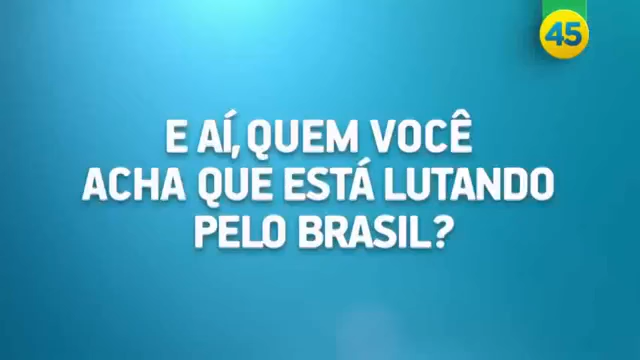 45
E AÍ, QUEM VOCÊ
ACHA QUE ESTÁ LUTANDO
PELO BRASIL?